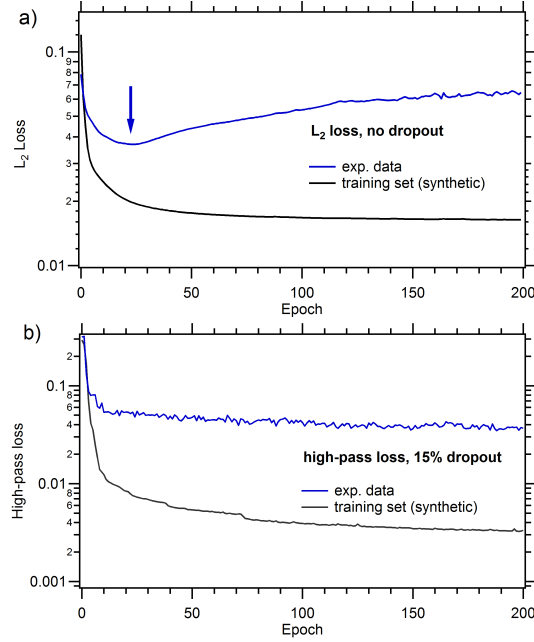 a)
0.1
9
8
7
6
5
4
3
2
0.01
L2 Loss
L2 loss, no dropout
exp. data
training set (synthetic)
0 50 100 150 200
Epoch
b)
2
0.1
8
6
4
2
0.01
8
6
4
2
0.001
High-pass loss
high-pass loss, 15% dropout
exp. data
training set (synthetic)
0 50 100 150 200
Epoch